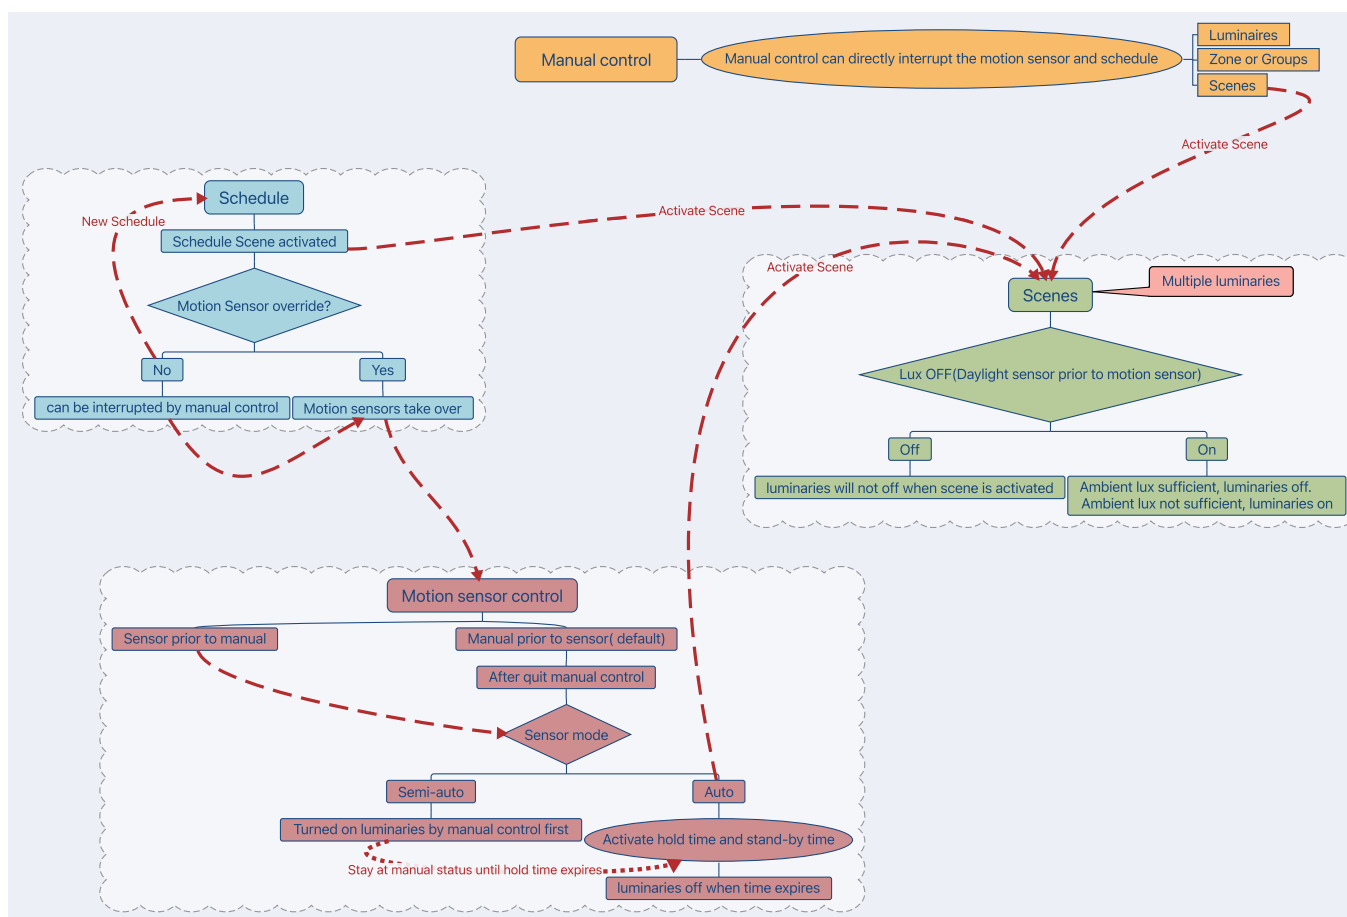 Manual control
Manual control can directly interrupt the motion sensor and schedule
Luminaires
Zone or Groups
Scenes
Activate Scene
Schedule
New Schedule
Schedule Scene activated
Activate Scene
Motion Sensor override?
No
Yes
can be interrupted by manual control
Motion sensors take over
Activate Scene
Scenes
Multiple luminaries
Lux OFF(Daylight sensor prior to motion sensor)
Off
On
luminaries will not off when scene is activated
Ambient lux sufficient, luminaries off.
Ambient lux not sufficient, luminaries on
Motion sensor control
Sensor prior to manual
Manual prior to sensor( default)
After quit manual control
Sensor mode
Semi-auto
Auto
Turned on luminaries by manual control first
Activate hold time and stand-by time
Stay at manual status until hold time expires
luminaries off when time expires